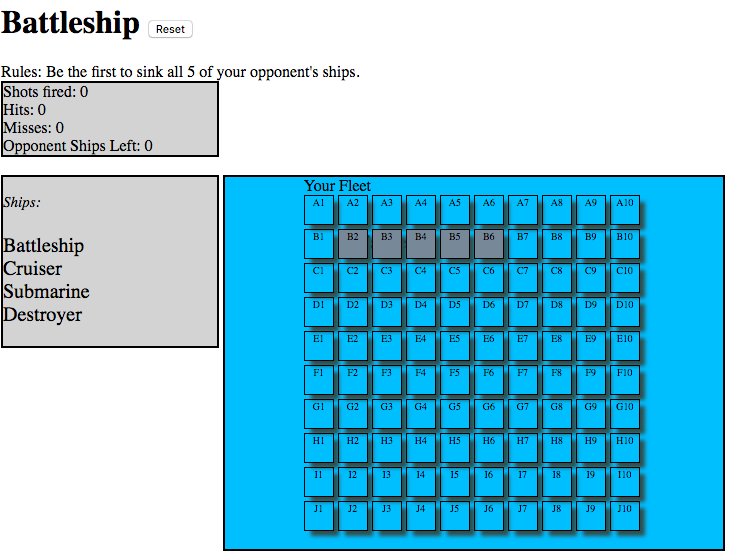 Battleship Reset
Rules: Be the first to sink all 5 of your opponent's ships.
Shots fired: 0
Hits: 0
Misses: 0
Opponent Ships Left: 0
Ships:
Battleship
Cruiser
Submarine
Destroyer
Your Fleet
A1 A2 A3 A4 A5 A6 A7 A8 A9 A10
B1 B2 B3 B4 B5 B6 B7 B8 B9 B10
C1 C2 C3 C4 C5 C6 C7 C8 C9 C10
D1 D2 D3 D4 D5 D6 D7 D8 D9 D10
E1 E2 E3 E4 E5 E6 E7 E8 E9 E10
F1 F2 F3 F4 F5 F6 F7 F8 F9 F10
G1 G2 G3 G4 G5 G6 G7 G8 G9 G10
H1 H2 H3 H4 H5 H6 H7 H8 H9 H10
I1 I2 I3 I4 I5 I6 I7 I8 I9 I10
J1 J2 J3 J4 J5 J6 J7 J8 J9 J10